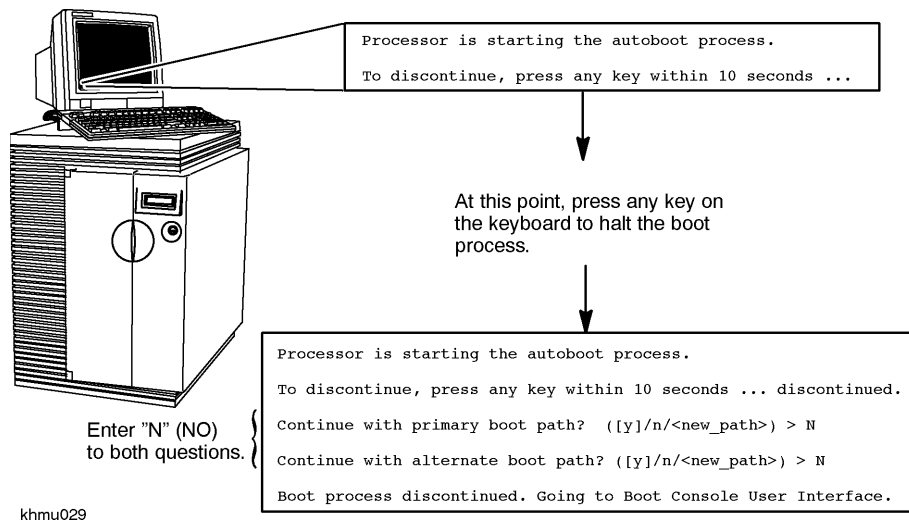 Processor is starting the autoboot process.
To discontinue, press any key within 10 seconds ...
At this point, press any key on
the keyboard to halt the boot
process.
Processor is starting the autoboot process.
To discontinue, press any key within 10 seconds ... discontinued.
Enter ”N” (NO)
to both questions.
Continue with primary boot path?  ([y]/n/<new_path>) > N
Continue with alternate boot path? ([y]/n/<new_path>) > N
Boot process discontinued. Going to Boot Console User Interface.
khmu029